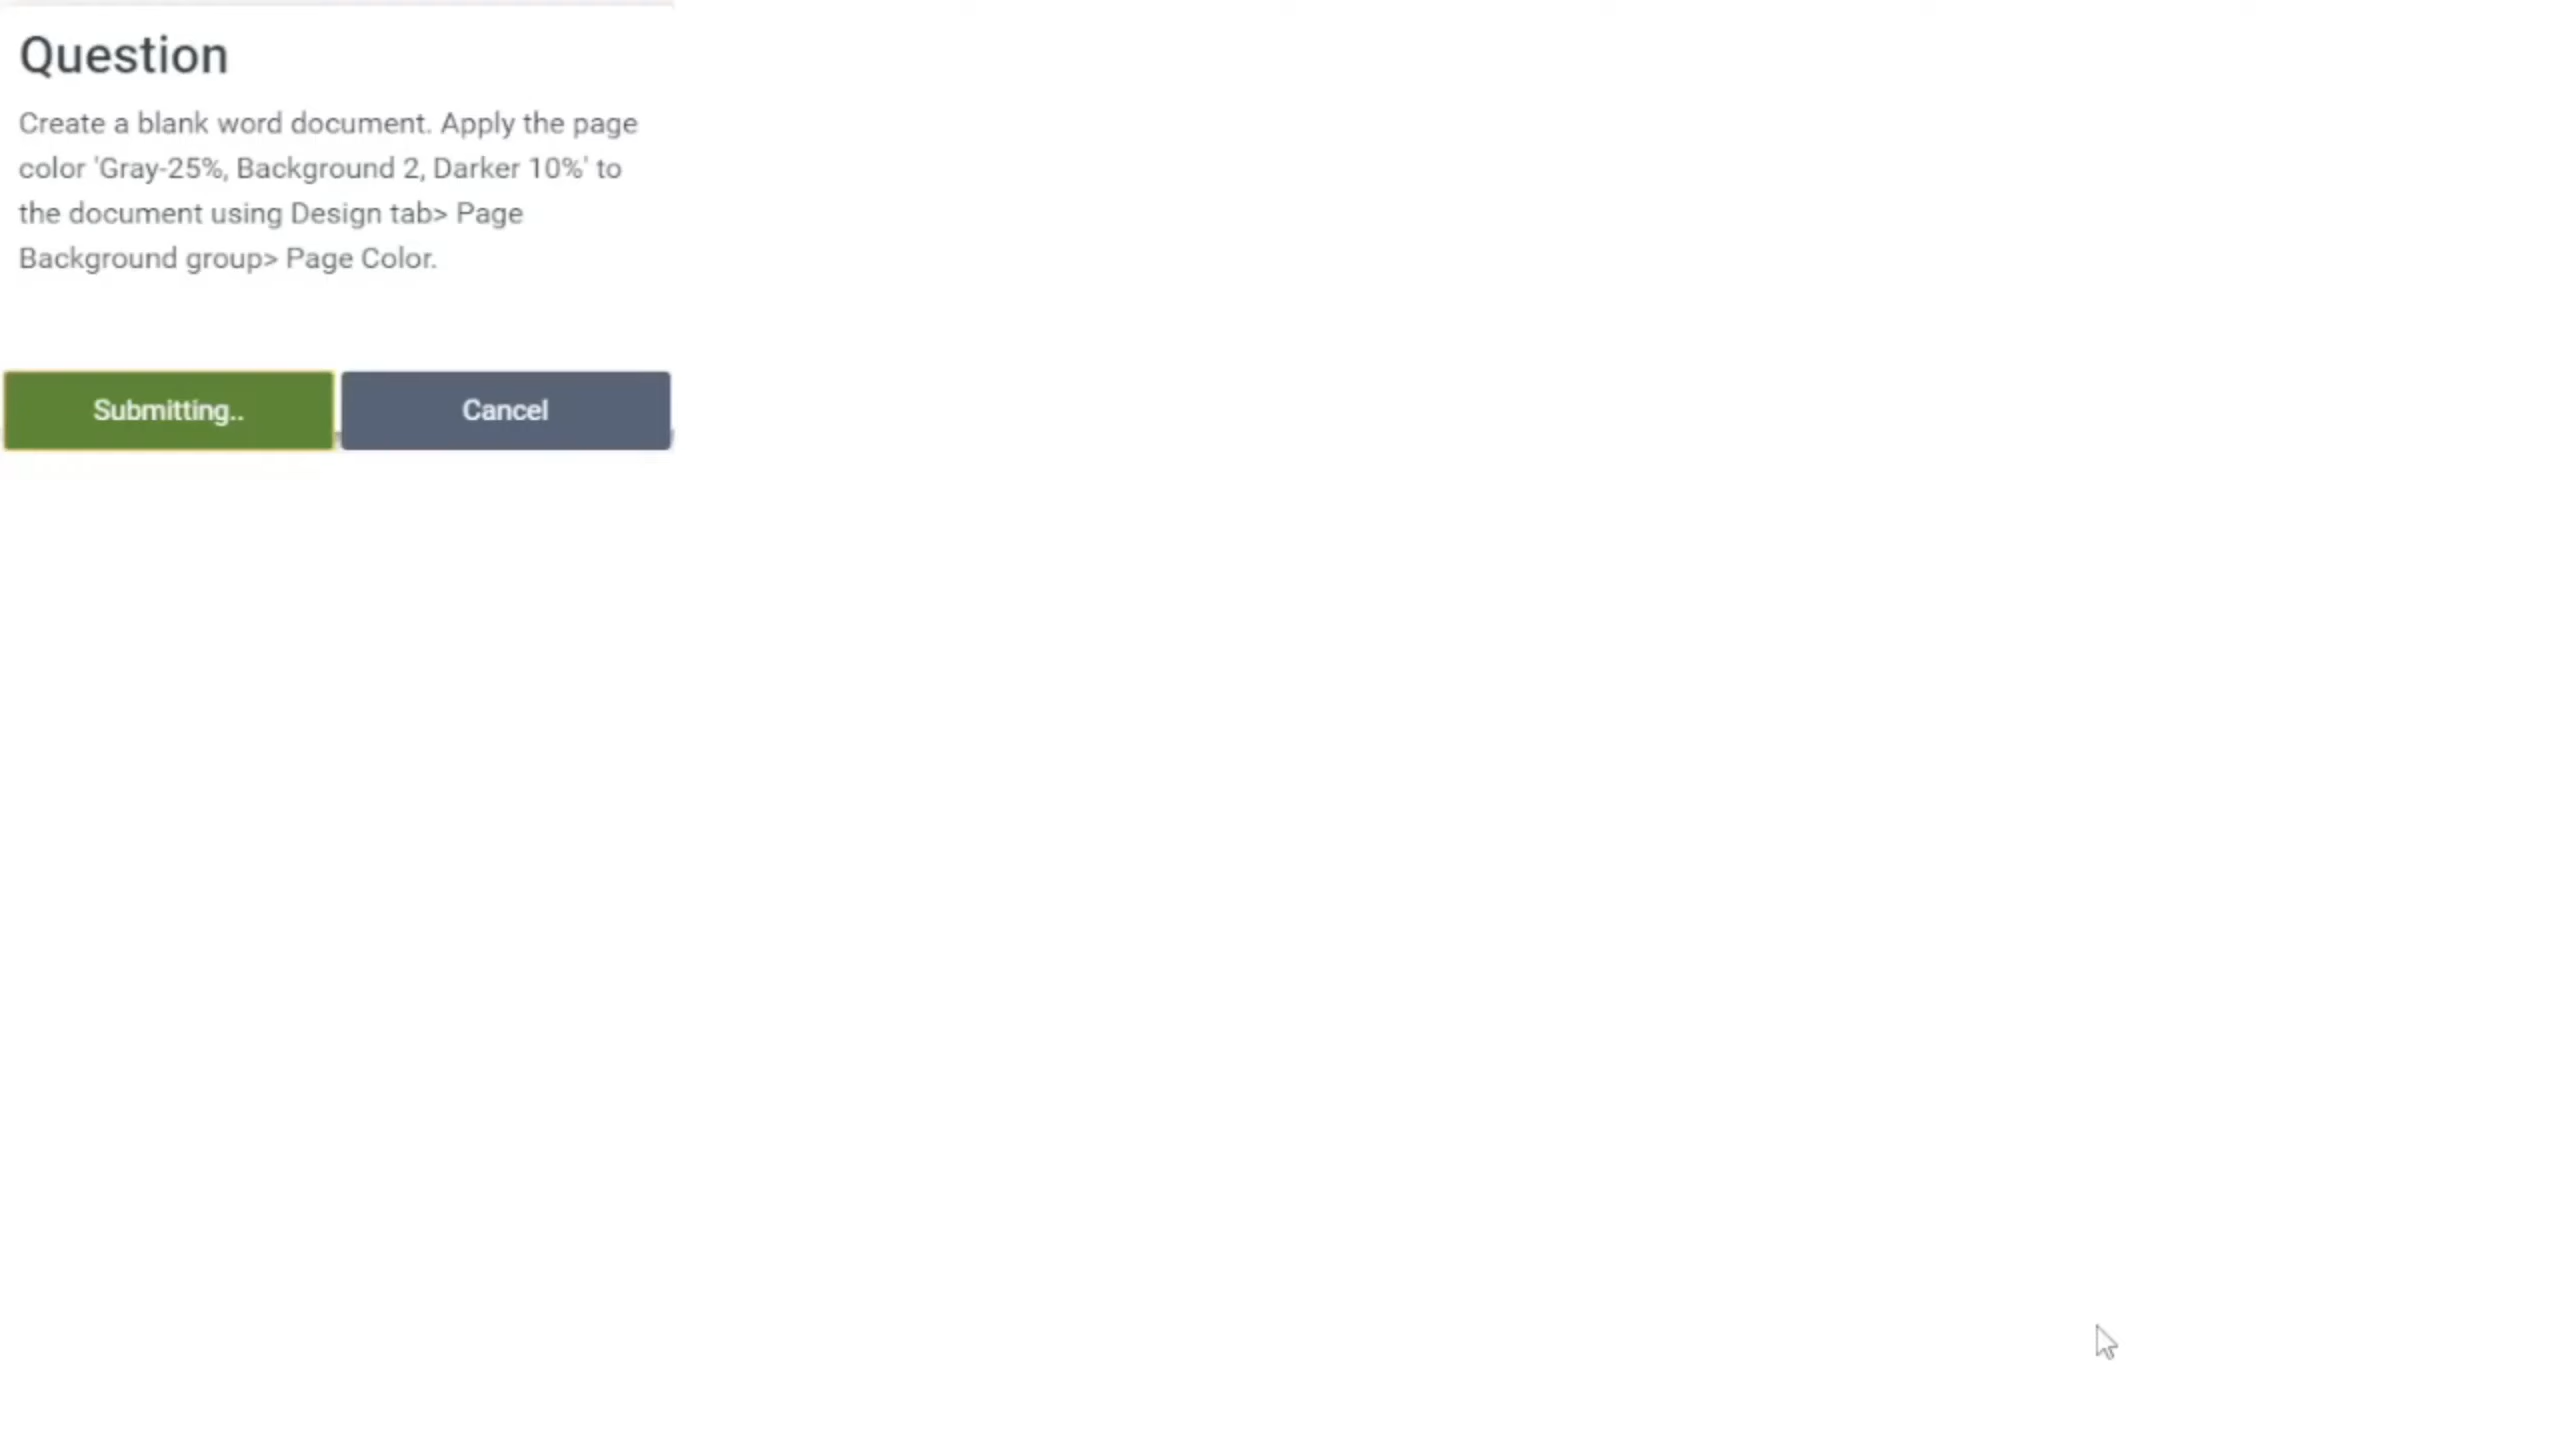 Question
Create a blank word document. Apply the page
color 'Gray-25%, Background 2, Darker 10%' to
the document using Design tab> Page
Background group> Page Color.
Submitting..
Cancel